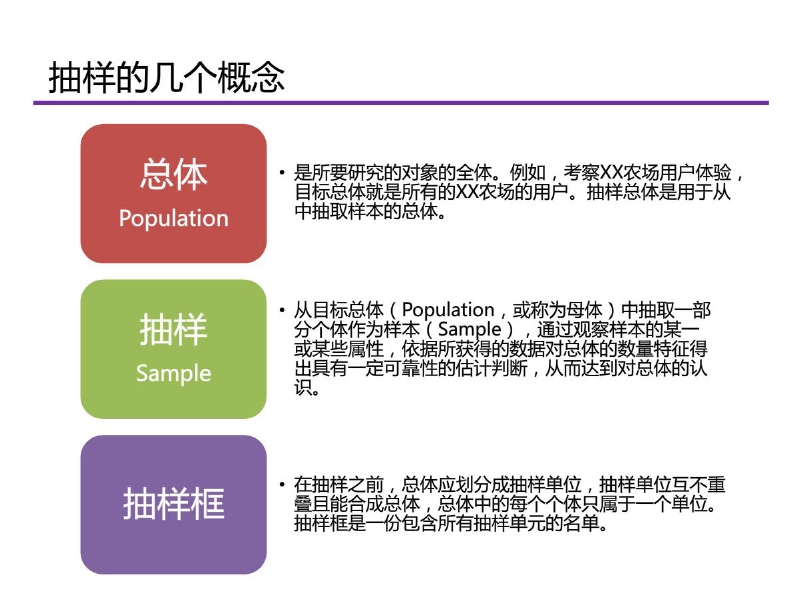 抽样的几个概念
总体
Population
• 是所要研究的对象的全体。例如，考察XX农场用户体验，
目标总体就是所有的XX农场的用户。抽样总体是用于从
中抽取样本的总体。
抽样
Sample
• 从目标总体（Population，或称为母体）中抽取一部
分个体作为样本（Sample），通过观察样本的某一
或某些属性，依据所获得的数据对总体的数量特征得
出具有一定可靠性的估计判断，从而达到对总体的认
识。
抽样框
• 在抽样之前，总体应划分成抽样单位，抽样单位互不重
叠且能合成总体，总体中的每个个体只属于一个单位。
抽样框是一份包含所有抽样单元的名单。